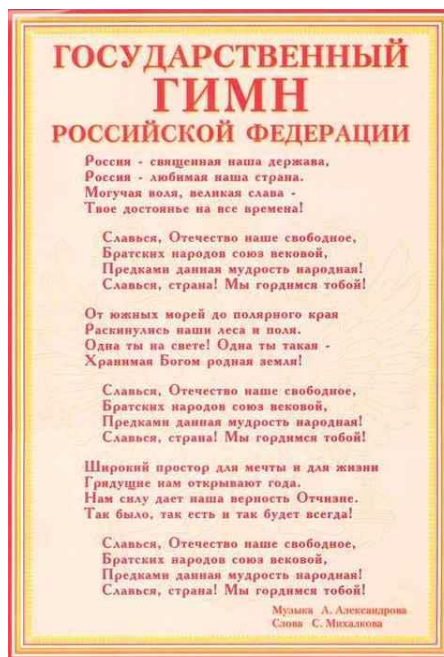 ГОСУДАРСТВЕННЫЙ
ГИМН
РОССИЙСКОЙ ФЕДЕРАЦИИ
Россия - священная наша держава,
Россия - любимая наша страна.
Могучая воля, великая слава -
Твое достоянье на все времена!
Славься, Отечество наше свободное,
Братских народов союз вековой,
Предками данная мудрость народная!
Славься, страна! Мы гордимся тобой!
От южных морей до полярного края
Раскинулись наши леса и поля.
Одна ты на свете! Одна ты такая -
Хранимая Богом родная земля!
Славься, Отечество наше свободное,
Братских народов союз вековой,
Предками данная мудрость народная!
Славься, страна! Мы гордимся тобой!
Широкий простор для мечты и для жизни
Грядущие нам открывают года.
Нам силу дает наша верность Отчизне.
Так было, так есть и так будет всегда!
Славься, Отечество наше свободное,
Братских народов союз вековой,
Предками данная мудрость народная!
Славься, страна! Мы гордимся тобой!
Музыка А. Александрова
Слова С. Михалкова